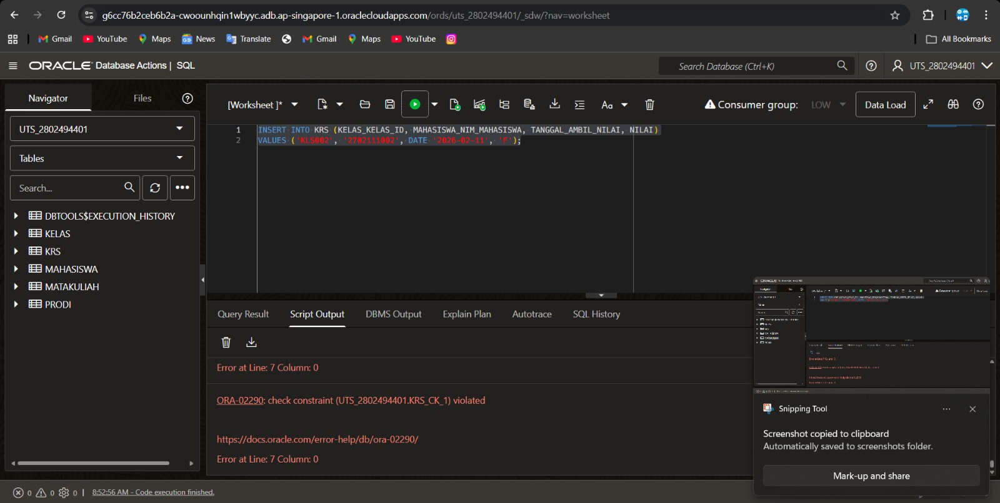 g6cc76b2ceb6b2a-cwoounhqin1wbyyc.adb.ap-singapore-1.oraclecloudapps.com/ords/uts_2802494401/_sdw/?nav=worksheet
Gmail YouTube Maps News Translate Gmail Maps YouTube All Bookmarks
ORACLE Database Actions | SQL
Search Database (Ctrl+K)
UTS_2802494401
Navigator Files
[Worksheet ]* Aa Consumer group: LOW Data Load
UTS_2802494401
Tables
Search...
DBTOOLS$EXECUTION_HISTORY
KELAS
KRS
MAHASISWA
MATAKULIAH
PRODI
1 INSERT INTO KRS (KELAS_KELAS_ID, MAHASISWA_NIM_MAHASISWA, TANGGAL_AMBIL_NILAI, NILAI)
2 VALUES ('KLS002', '2702111002', DATE '2026-02-11', 'F');
Query Result Script Output DBMS Output Explain Plan Autotrace SQL History
Error at Line: 7 Column: 0
ORA-02290: check constraint (UTS_2802494401.KRS_CK_1) violated
https://docs.oracle.com/error-help/db/ora-02290/
Error at Line: 7 Column: 0
Snipping Tool
Screenshot copied to clipboard
Automatically saved to screenshots folder.
Mark-up and share
0 0 0 | 8:52:56 AM - Code execution finished.